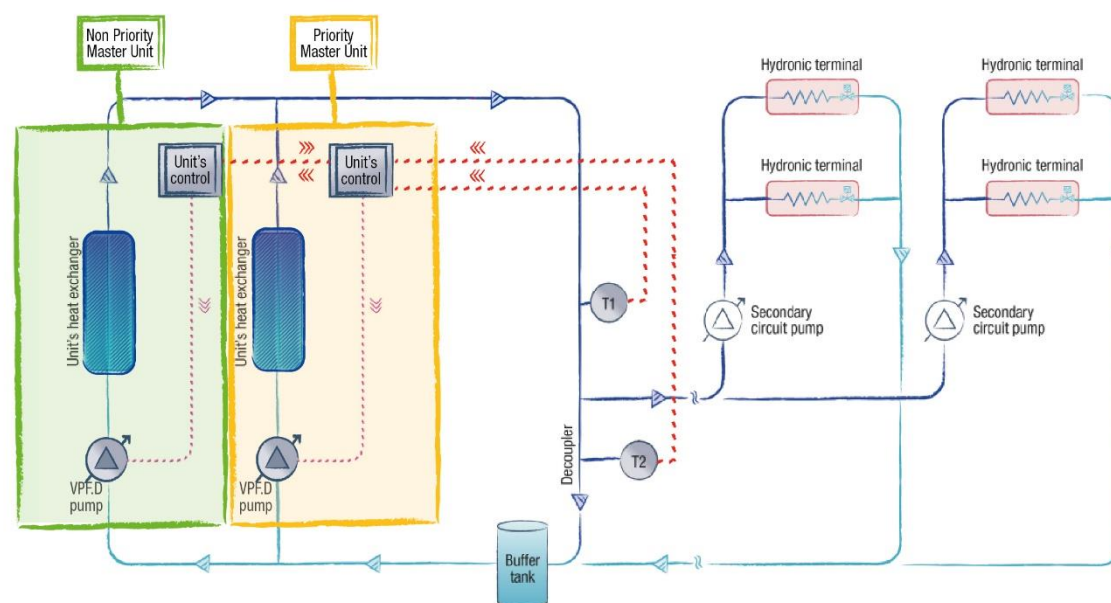 Non Priority
Master Unit
Priority
Master Unit
Hydronic terminal
Hydronic terminal
Unit's
control
Unit's
control
Hydronic terminal
Hydronic terminal
Unit's heat exchanger
Unit's heat exchanger
T1
Secondary
circuit pump
Secondary
circuit pump
Decoupler
T2
VPF.D
pump
VPF.D
pump
Buffer
tank